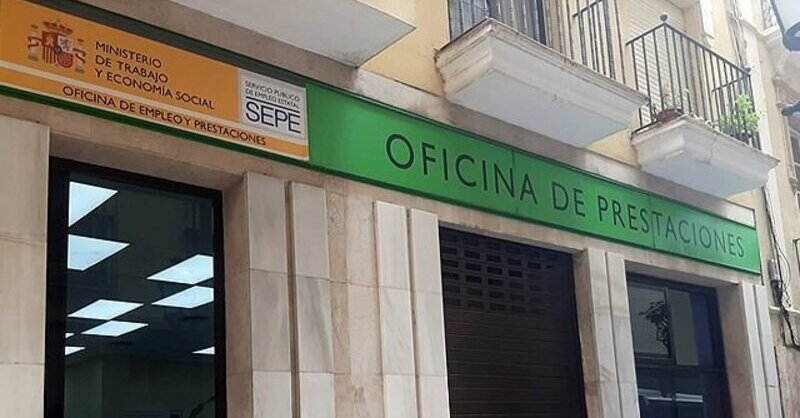 MINISTERIO
DE TRABAJO
Y ECONOMÍA SOCIAL
SERVICIO PÚBLICO
DE EMPLEO ESTATAL
SEPE
OFICINA DE EMPLEO Y PRESTACIONES
OFICINA DE PRESTACIONES